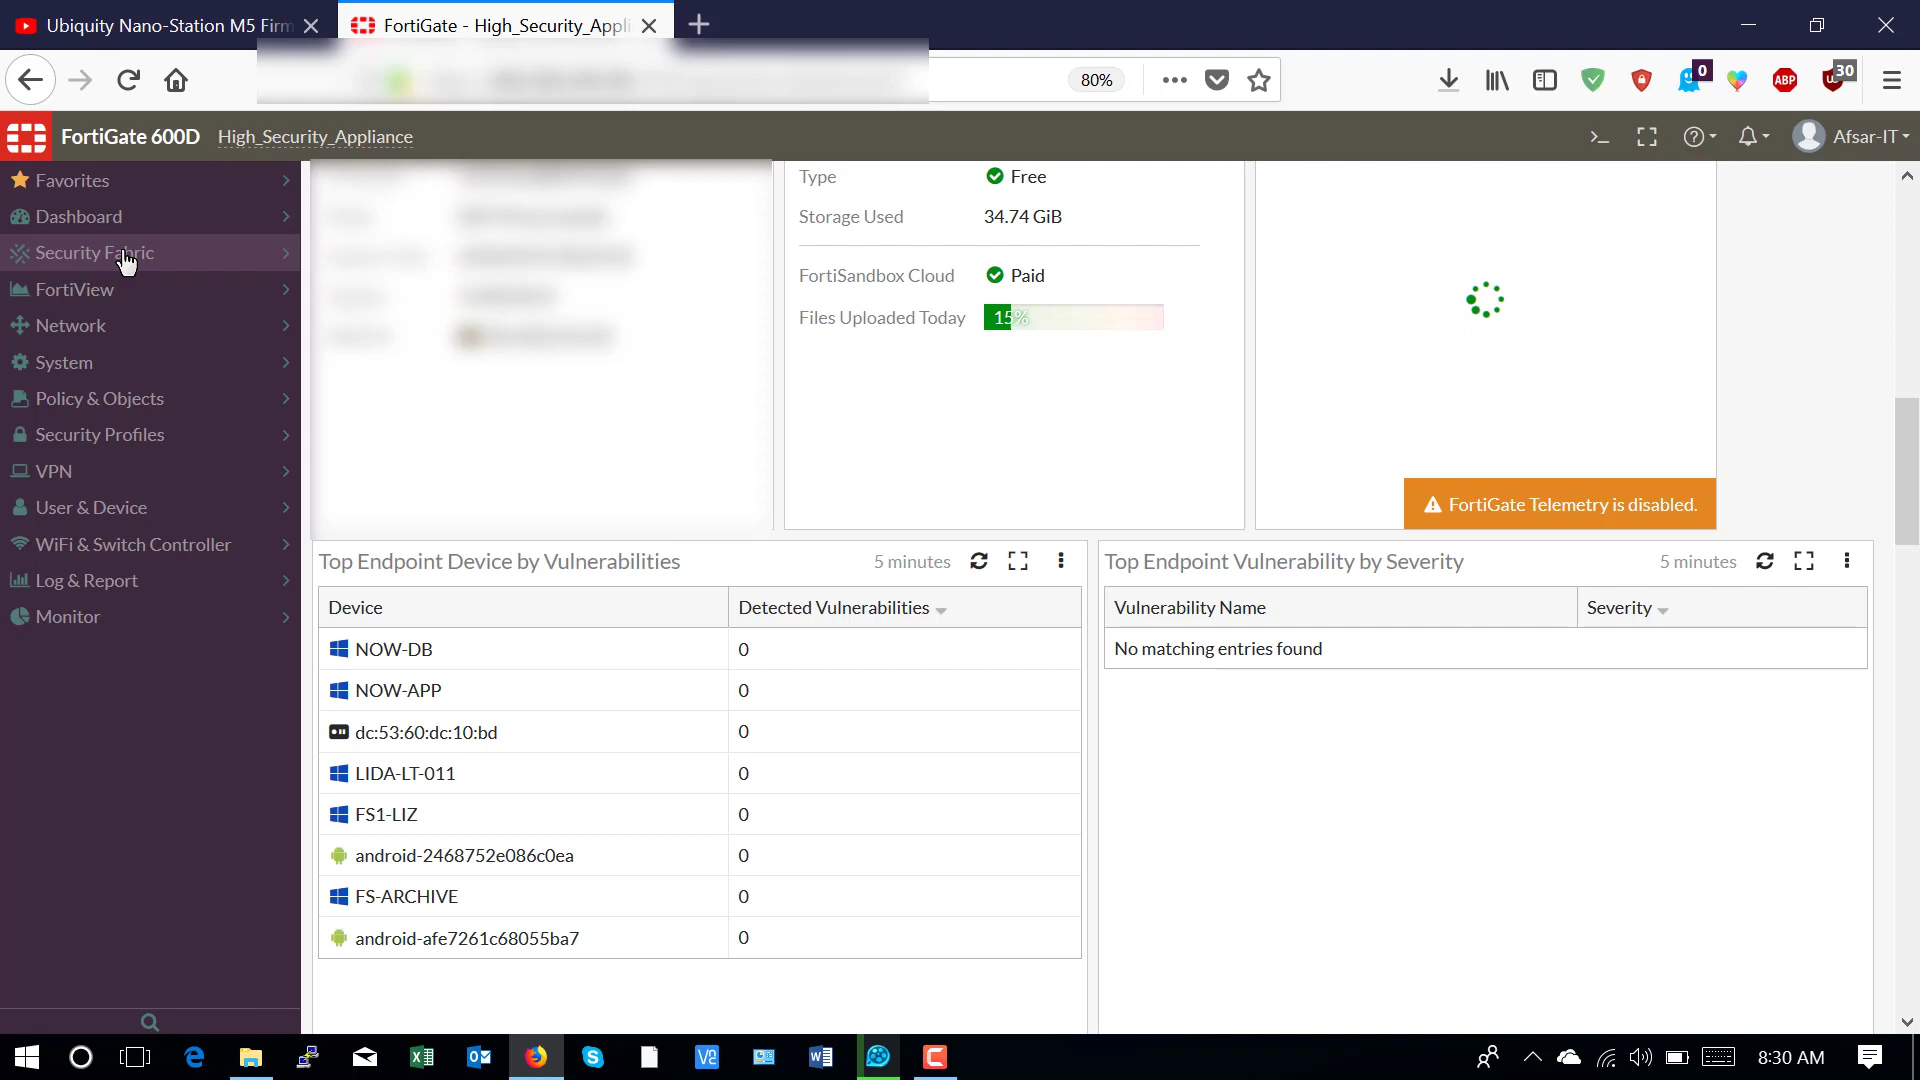 Ubiquity Nano-Station M5 Firm
FortiGate - High_Security_Appli
80%
0
ABP
30
FortiGate 600D
High_Security_Appliance
Afsar-IT
Favorites
Dashboard
Security Fabric
FortiView
Network
System
Policy & Objects
Security Profiles
VPN
User & Device
WiFi & Switch Controller
Log & Report
Monitor
Type Free
Storage Used 34.74 GiB
FortiSandbox Cloud Paid
Files Uploaded Today 15%
FortiGate Telemetry is disabled.
Top Endpoint Device by Vulnerabilities 5 minutes
Device Detected Vulnerabilities
NOW-DB 0
NOW-APP 0
dc:53:60:dc:10:bd 0
LIDA-LT-011 0
FS1-LIZ 0
android-2468752e086c0ea 0
FS-ARCHIVE 0
android-afe7261c68055ba7 0
Top Endpoint Vulnerability by Severity 5 minutes
Vulnerability Name Severity
No matching entries found
8:30 AM